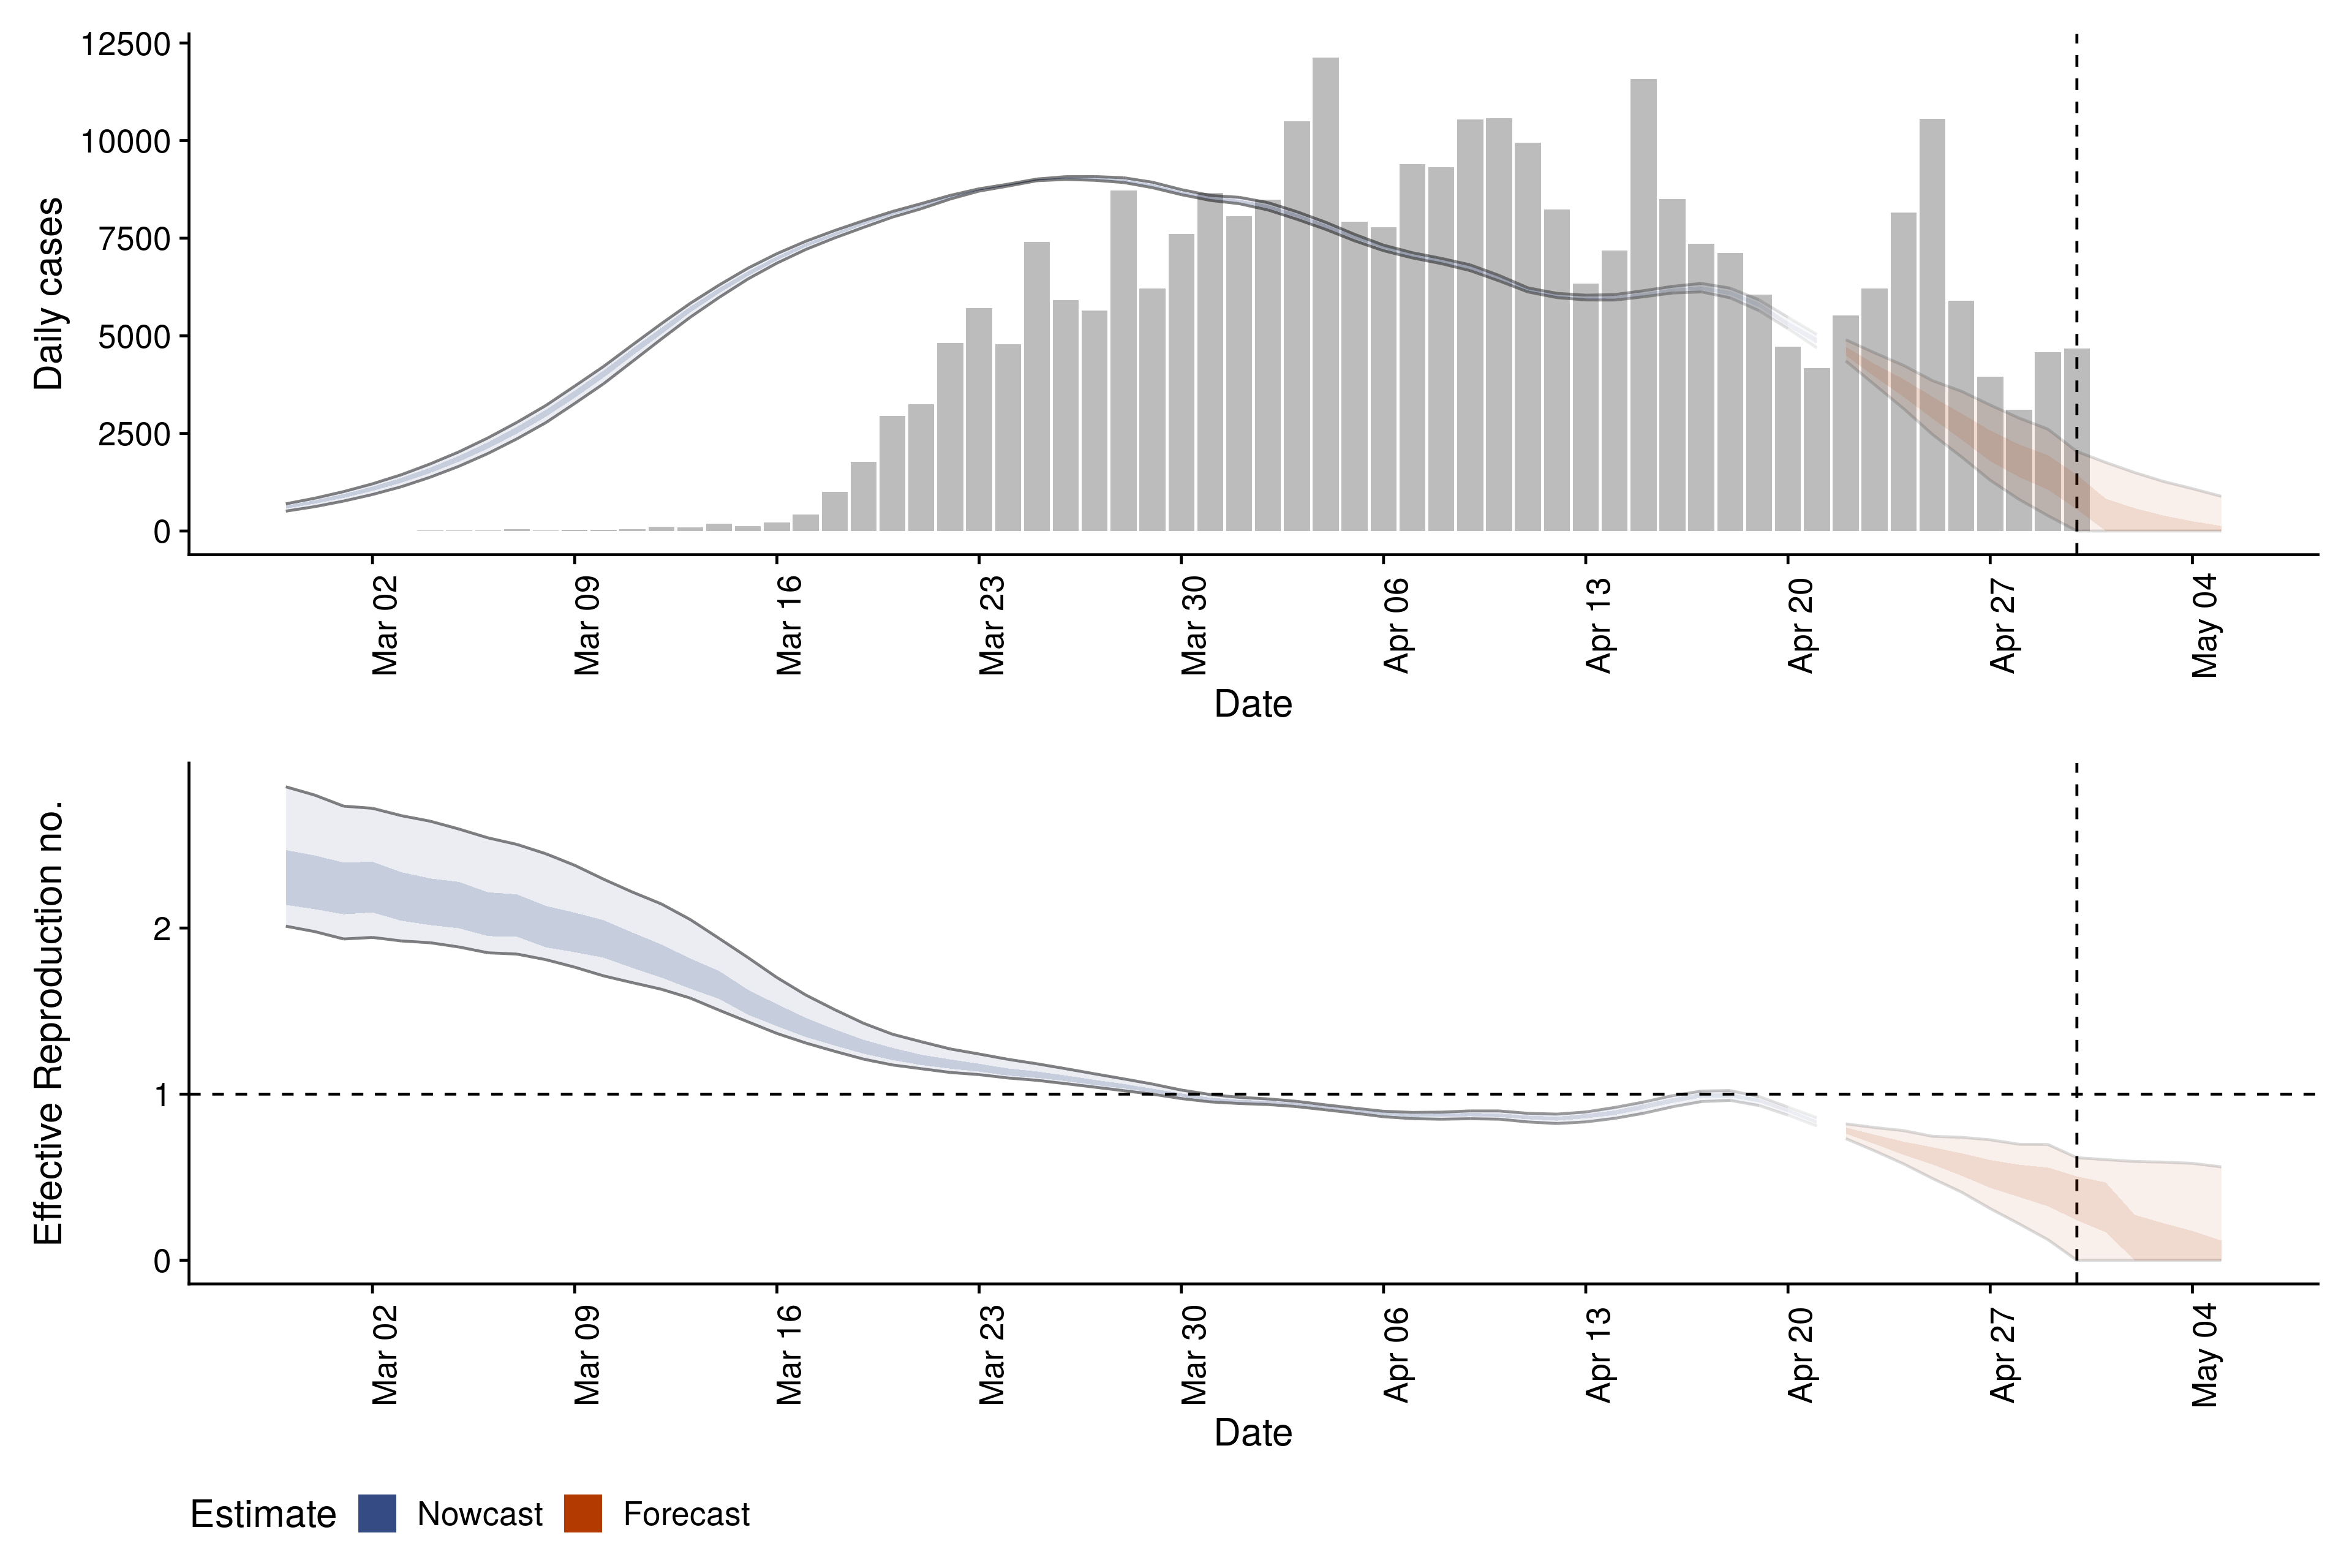 12500
10000
7500
5000
2500
0
Daily cases
Mar 02 Mar 09 Mar 16 Mar 23 Mar 30 Apr 06 Apr 13 Apr 20 Apr 27 May 04
Date
2
1
0
Effective Reproduction no.
Mar 02 Mar 09 Mar 16 Mar 23 Mar 30 Apr 06 Apr 13 Apr 20 Apr 27 May 04
Date
Estimate Nowcast Forecast